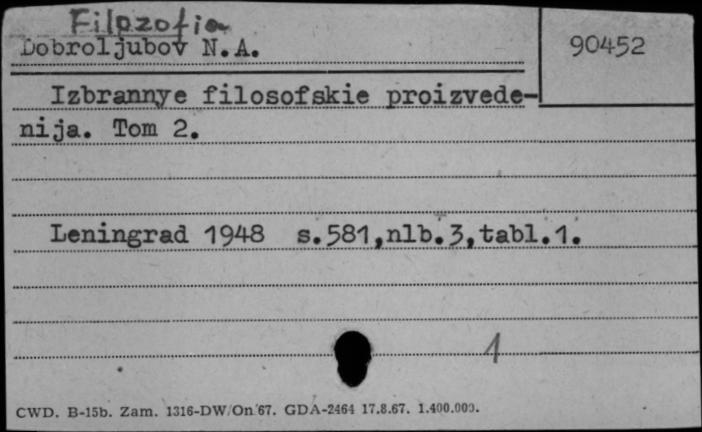 Filozofia
Dobroljubov N.A.
90452
Izbrannye filosofskie proizvede-
nija. Tom 2.
Leningrad 1948 s.581,nlb.3,tabl.1.
1
CWD. B-15b. Zam. 1316-DW/On/67. GDA-2464 17.8.67. 1.400.000.